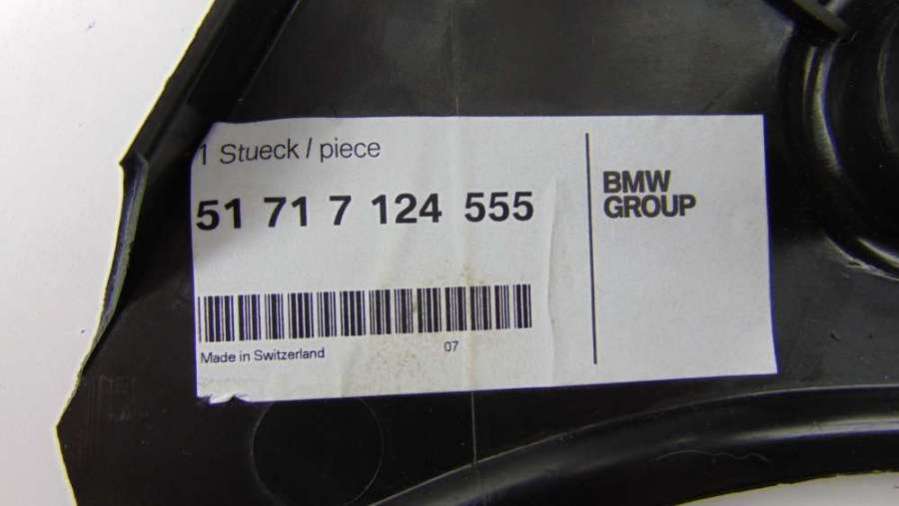 1 Stueck / piece
51 71 7 124 555
BMW
GROUP
Made in Switzerland
07